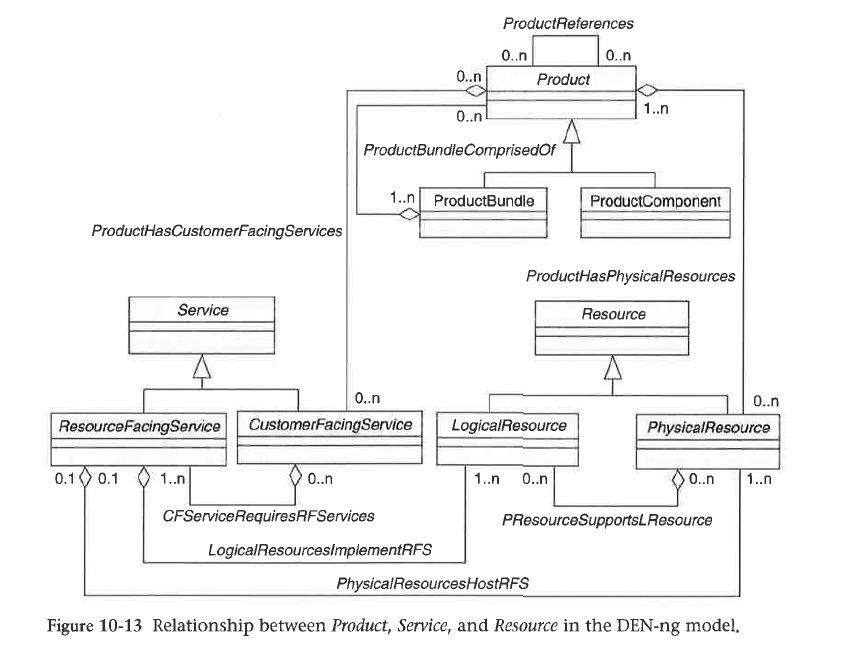 ProductReferences
0..n 0..n
0..n Product
0..n 1..n
ProductBundleComprisedOf
1..n ProductBundle ProductComponent
ProductHasCustomerFacingServices
ProductHasPhysicalResources
Service Resource
0..n 0..n
ResourceFacingService CustomerFacingService LogicalResource PhysicalResource
0.1 0.1 1..n 0..n 1..n 0..n 0..n 1..n
CFServiceRequiresRFServices PResourceSupportsLResource
LogicalResourcesImplementRFS
PhysicalResourcesHostRFS
Figure 10-13 Relationship between Product, Service, and Resource in the DEN-ng model.